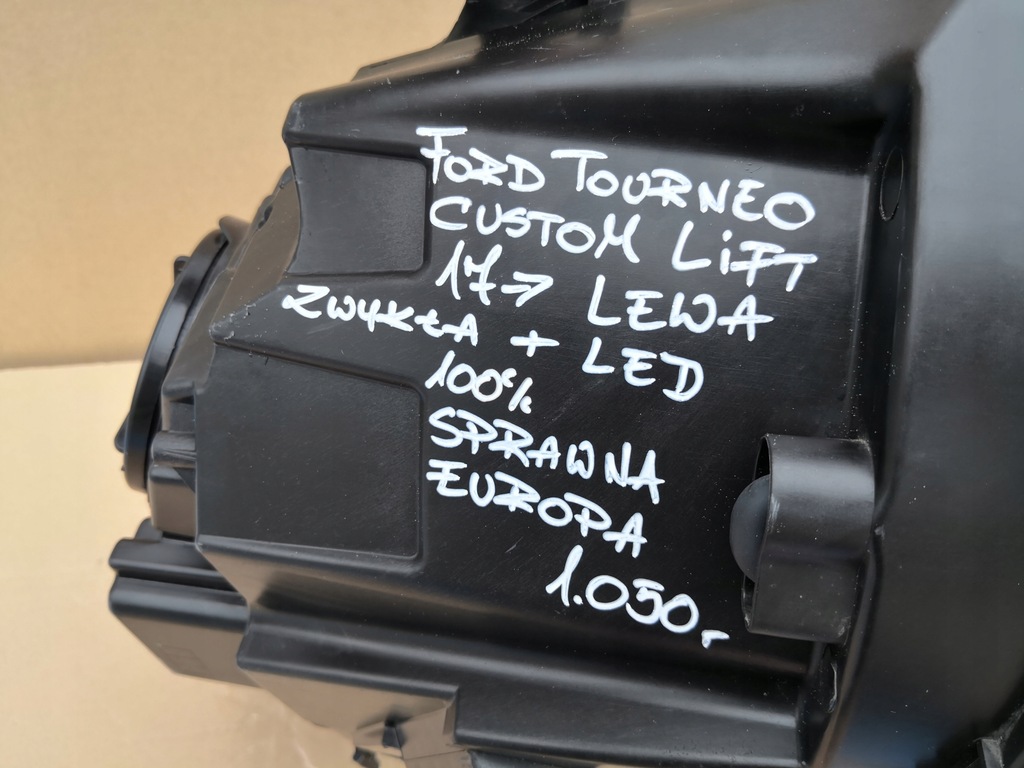 FORD TOURNEO
CUSTOM LiFT
17→ LEWA
ZWYKŁA + LED
100%
SPRAWNA
EUROPA
1.050,-